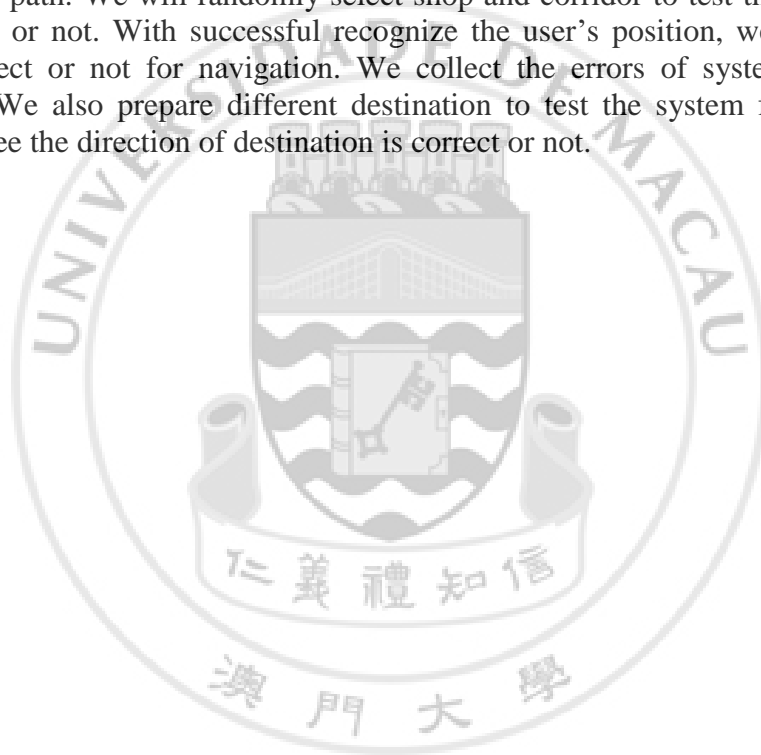 path. We will randomly select shop and corridor to test th
or not. With successful recognize the user's position, we
ect or not for navigation. We collect the errors of syste
We also prepare different destination to test the system f
ee the direction of destination is correct or not.
UNIVERSIDADE DE MACAU
仁義禮知信
澳門大學